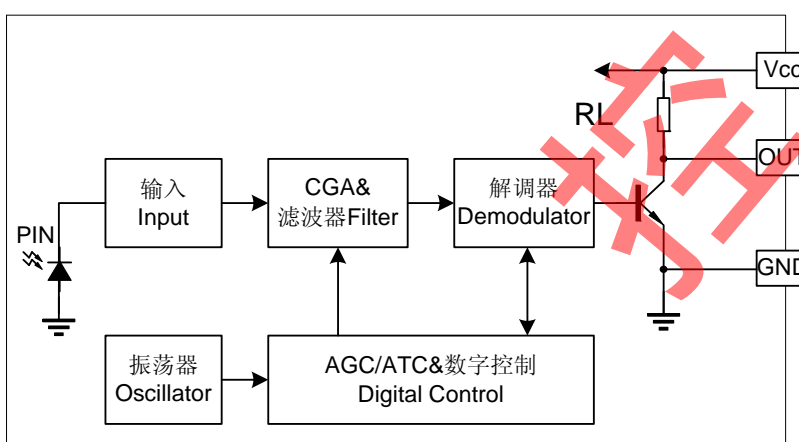 Vcc
RL
OUT
输入
Input
CGA&
滤波器Filter
解调器
Demodulator
PIN
GND
振荡器
Oscillator
AGC/ATC&数字控制
Digital Control
控